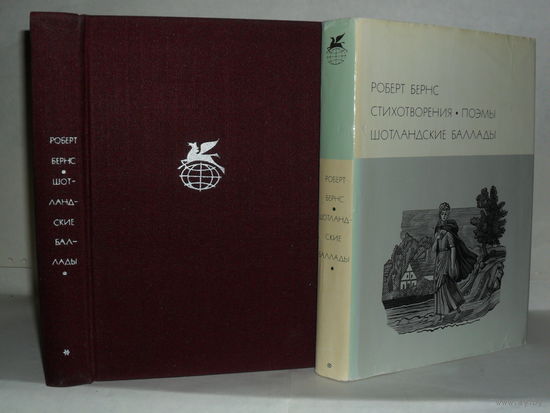 РОБЕРТ
БЕРНС •
ШОТ-
ЛАНД-
СКИЕ
БАЛ-
ЛАДЫ
•
РОБЕРТ
БЕРНС •
ШОТЛАНД-
СКИЕ
БАЛЛАДЫ
•
РОБЕРТ БЕРНС
СТИХОТВОРЕНИЯ • ПОЭМЫ
ШОТЛАНДСКИЕ БАЛЛАДЫ